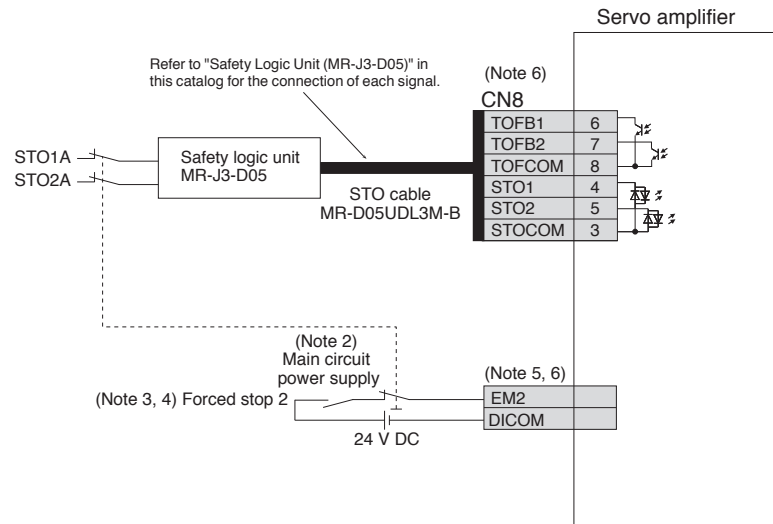 Servo amplifier
Refer to "Safety Logic Unit (MR-J3-D05)" in
this catalog for the connection of each signal.
(Note 6)
CN8
TOFB1 6
TOFB2 7
TOFCOM 8
STO1 4
STO2 5
STOCOM 3
STO1A
STO2A
Safety logic unit
MR-J3-D05
STO cable
MR-D05UDL3M-B
(Note 2)
Main circuit
power supply
(Note 3, 4) Forced stop 2
24 V DC
(Note 5, 6)
EM2
DICOM